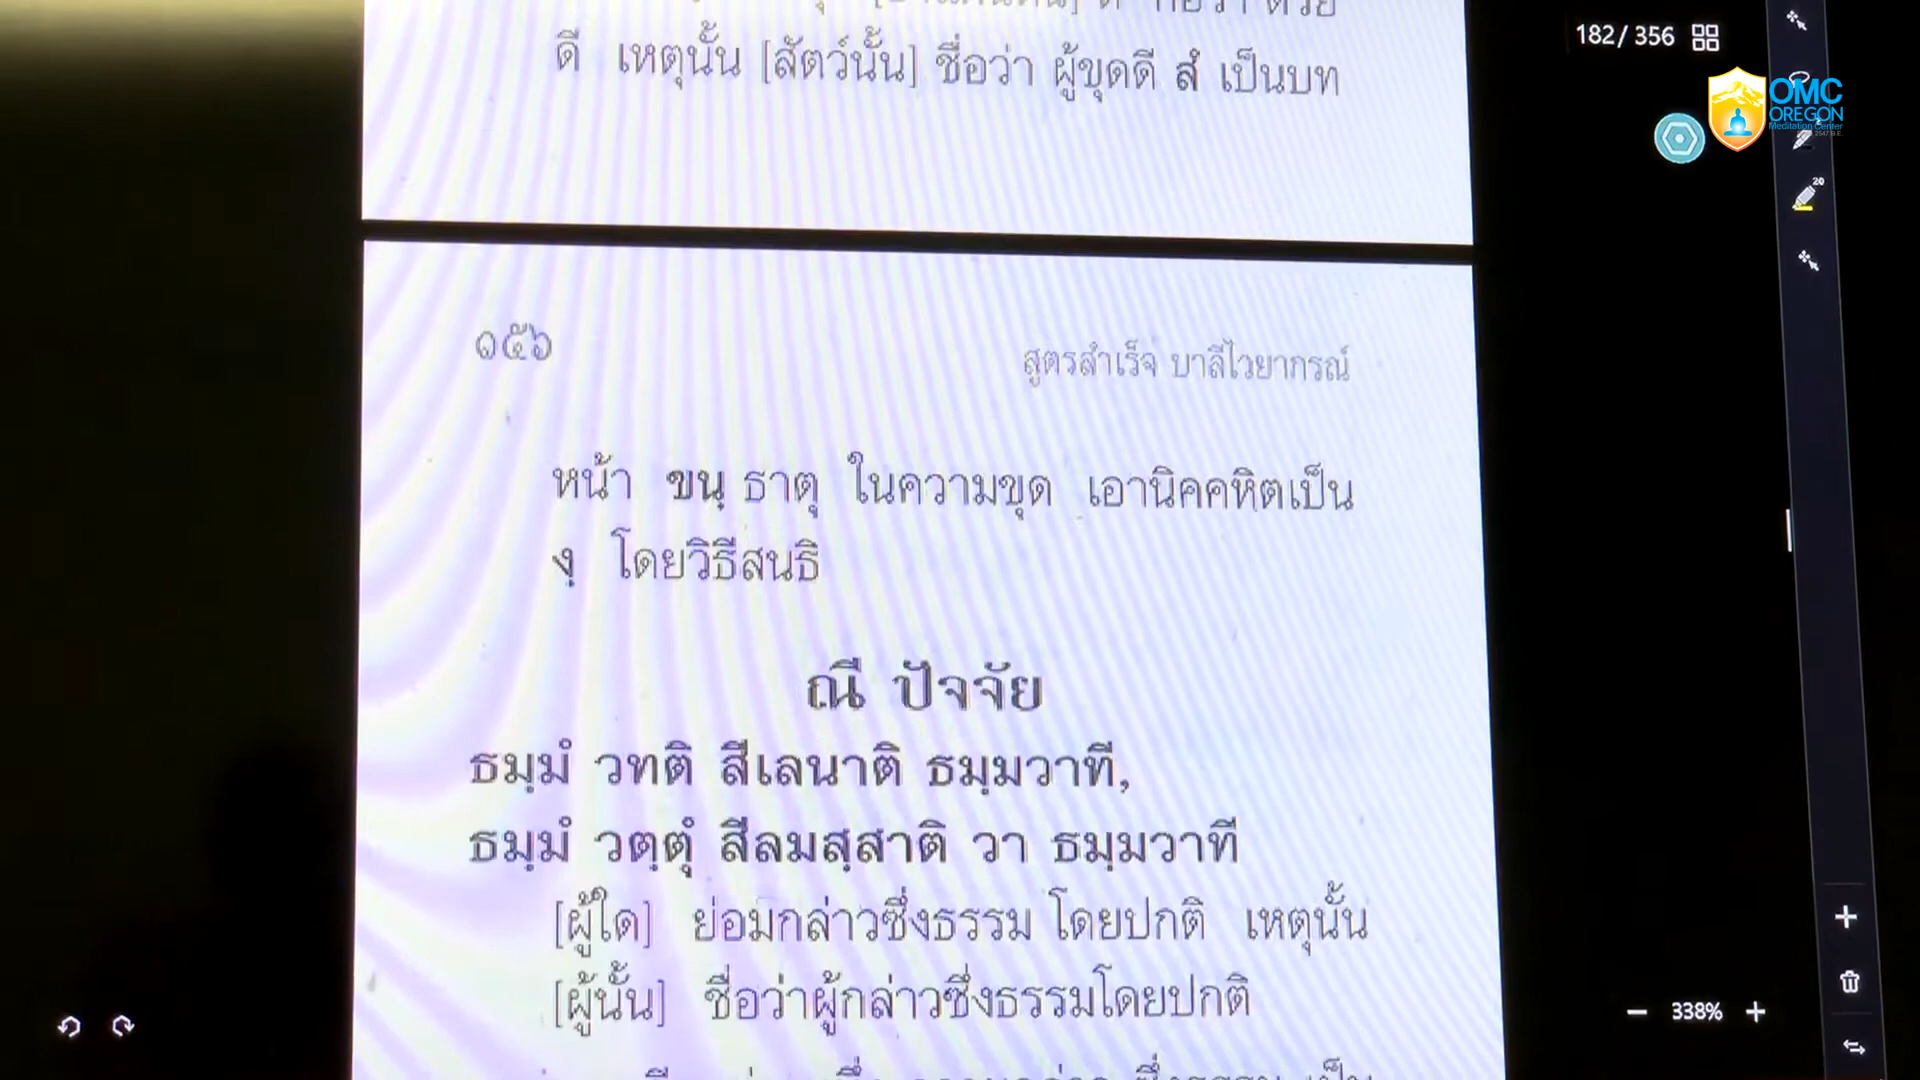 ดี เหตุนั้น [สัตว์นั้น] ชื่อว่า ผู้ขุดดี สํ เป็นบท
๑๕๖
สูตรสำเร็จ บาลีไวยากรณ์
หน้า ขนฺ ธาตุ ในความขุด เอานิคคหิตเป็น
งฺ โดยวิธีสนธิ
ณี ปัจจัย
ธมฺมํ วทติ สีเลนาติ ธมฺมวาที,
ธมฺมํ วตฺตุํ สีลมสฺสาติ วา ธมฺมวาที
[ผู้ใด] ย่อมกล่าวซึ่งธรรม โดยปกติ เหตุนั้น
[ผู้นั้น] ชื่อว่าผู้กล่าวซึ่งธรรมโดยปกติ
182/ 356
OMC
OREGON
Meditation Center
20
338%